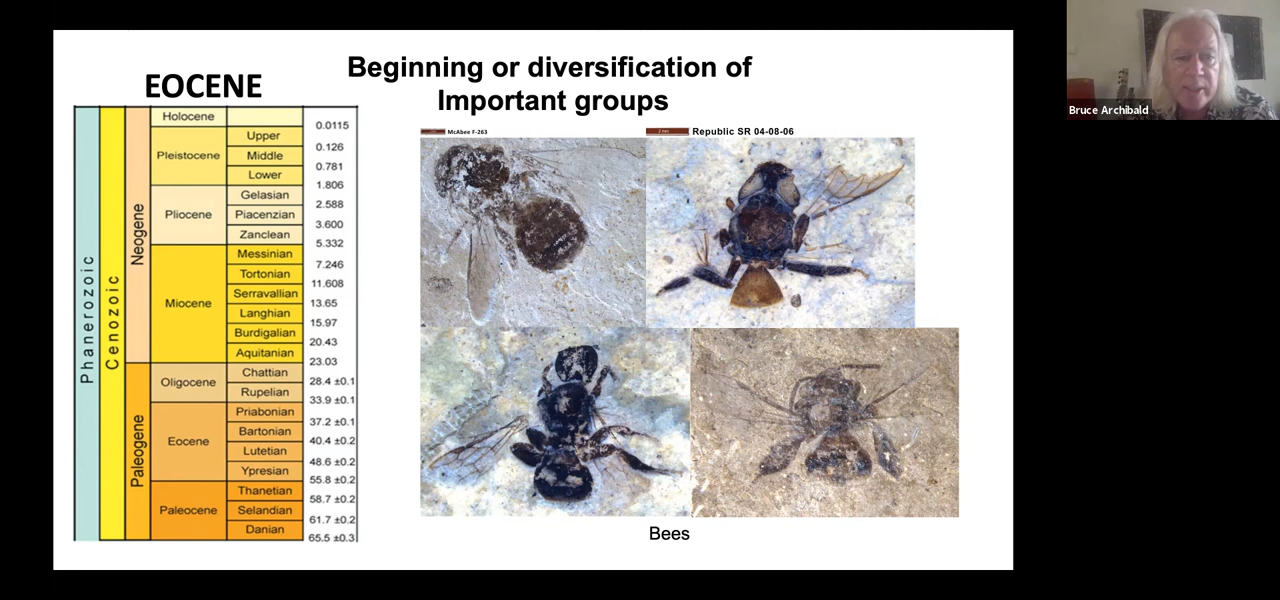 Beginning or diversification of
Important groups
EOCENE
Phanerozoic
Cenozoic
Neogene
Paleogene
Holocene
0.0115
Pleistocene
Upper
0.126
Middle
0.781
Lower
1.806
Pliocene
Gelasian
2.588
Piacenzian
3.600
Zanclean
5.332
Miocene
Messinian
7.246
Tortonian
11.608
Serravallian
13.65
Langhian
15.97
Burdigalian
20.43
Aquitanian
23.03
Oligocene
Chattian
28.4 ±0.1
Rupelian
33.9 ±0.1
Eocene
Priabonian
37.2 ±0.1
Bartonian
40.4 ±0.2
Lutetian
48.6 ±0.2
Ypresian
55.8 ±0.2
Paleocene
Thanetian
58.7 ±0.2
Selandian
61.7 ±0.2
Danian
65.5 ±0.3
McAbee F-263
2 mm
Republic SR 04-08-06
Bees
Bruce Archibald